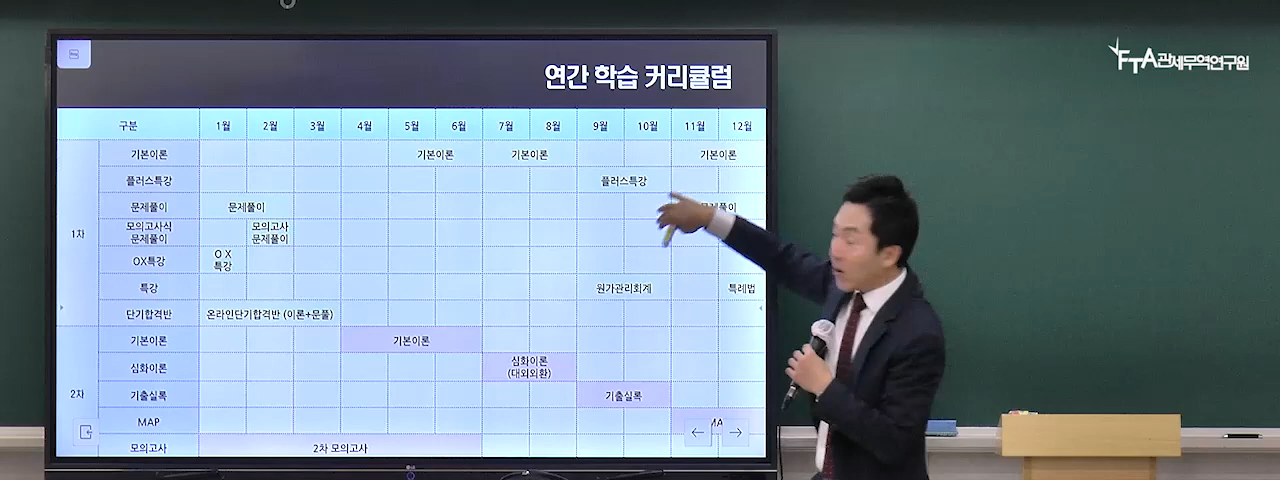 FTA관세무역연구원
연간 학습 커리큘럼
구분 1월 2월 3월 4월 5월 6월 7월 8월 9월 10월 11월 12월
1차
기본이론 기본이론 기본이론 기본이론
플러스특강 플러스특강
문제풀이 문제풀이
모의고사식
문제풀이
모의고사
문제풀이
OX특강
O X
특강
특강 원가관리회계 특례법
단기합격반 온라인단기합격반 (이론+문풀)
2차
기본이론 기본이론
심화이론
심화이론
(대외외환)
기출실록 기출실록
MAP
모의고사 2차 모의고사